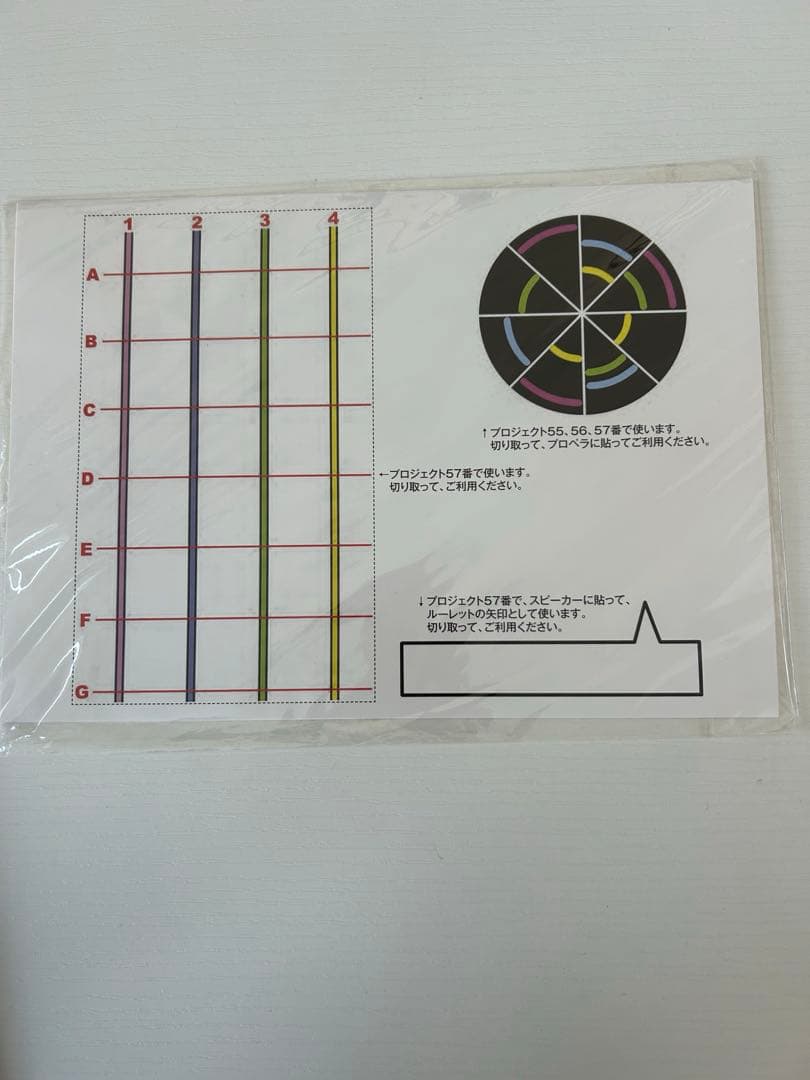 1 2 3 4
A
B
C
D
E
F
G
↑プロジェクト55、56、57番で使います。
切り取って、プロペラに貼ってご利用ください。
←プロジェクト57番で使います。
切り取って、ご利用ください。
↓プロジェクト57番で、スピーカーに貼って、
ルーレットの矢印として使います。
切り取って、ご利用ください。